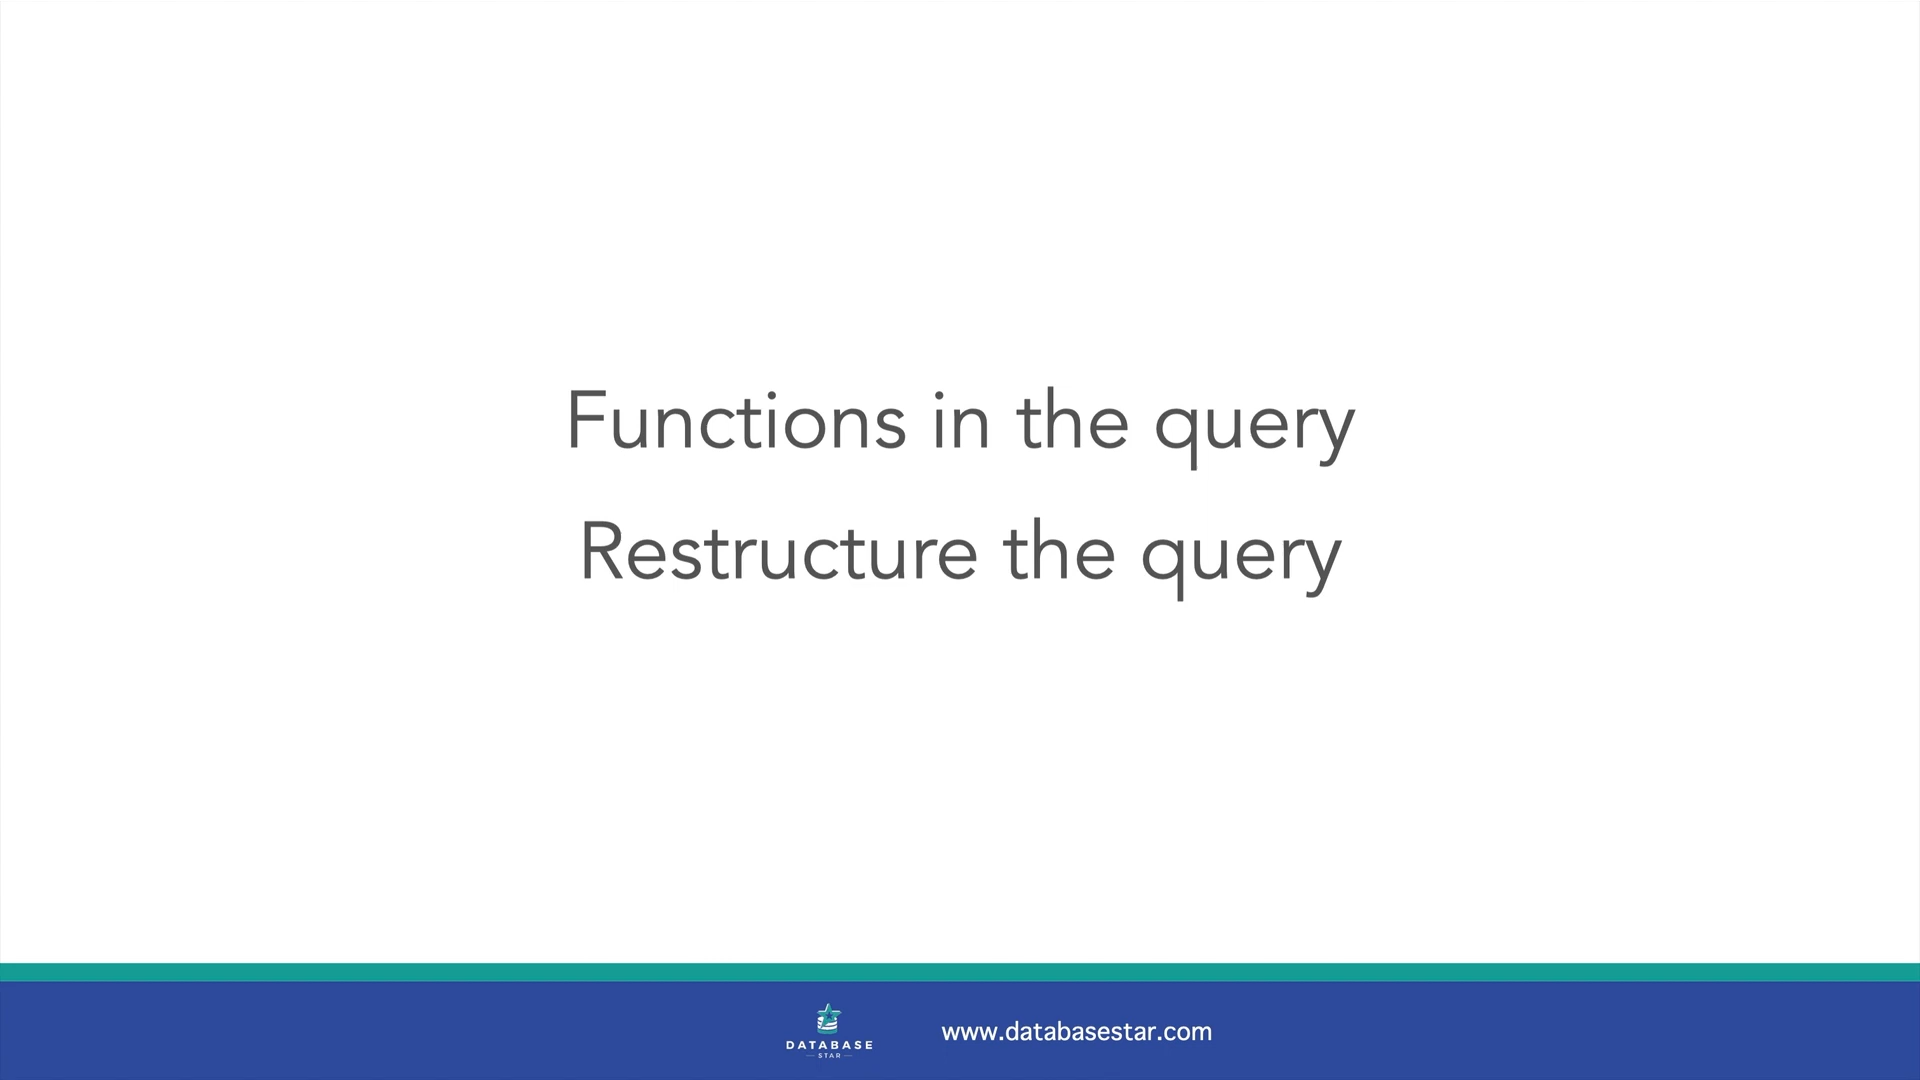 Functions in the query
Restructure the query
DATABASE
STAR
www.databasestar.com